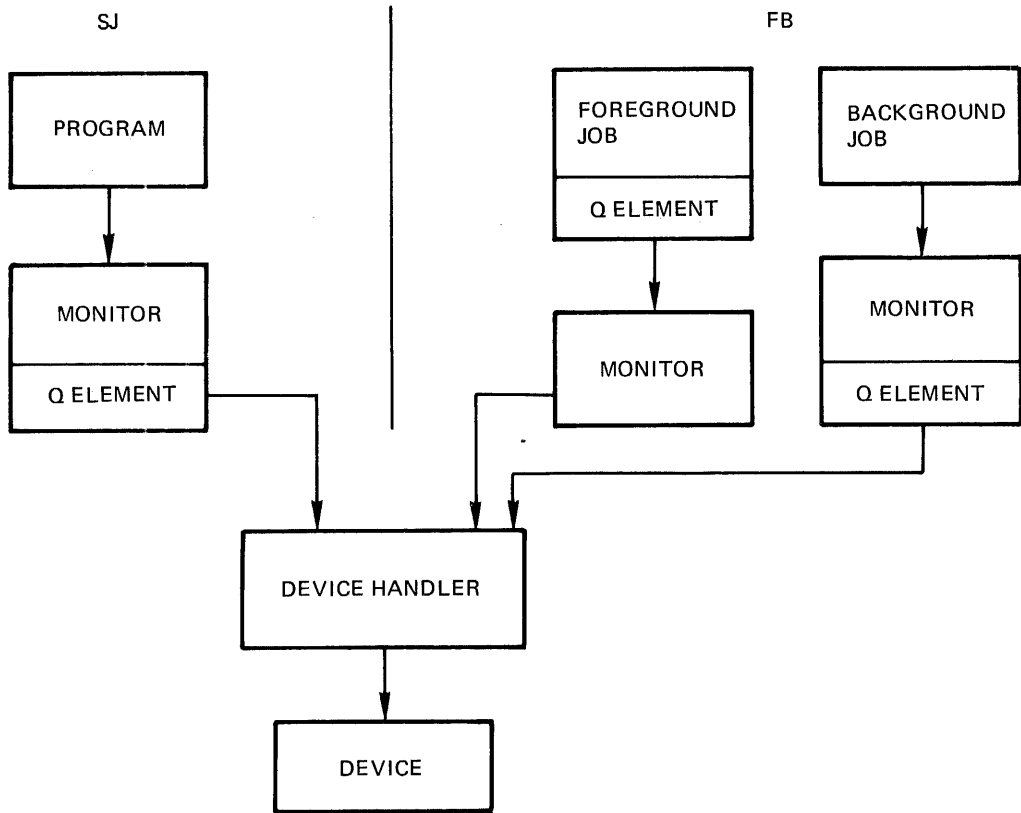 SJ
FB
PROGRAM
FOREGROUND
JOB
BACKGROUND
JOB
Q ELEMENT
MONITOR
Q ELEMENT
MONITOR
MONITOR
Q ELEMENT
DEVICE HANDLER
DEVICE